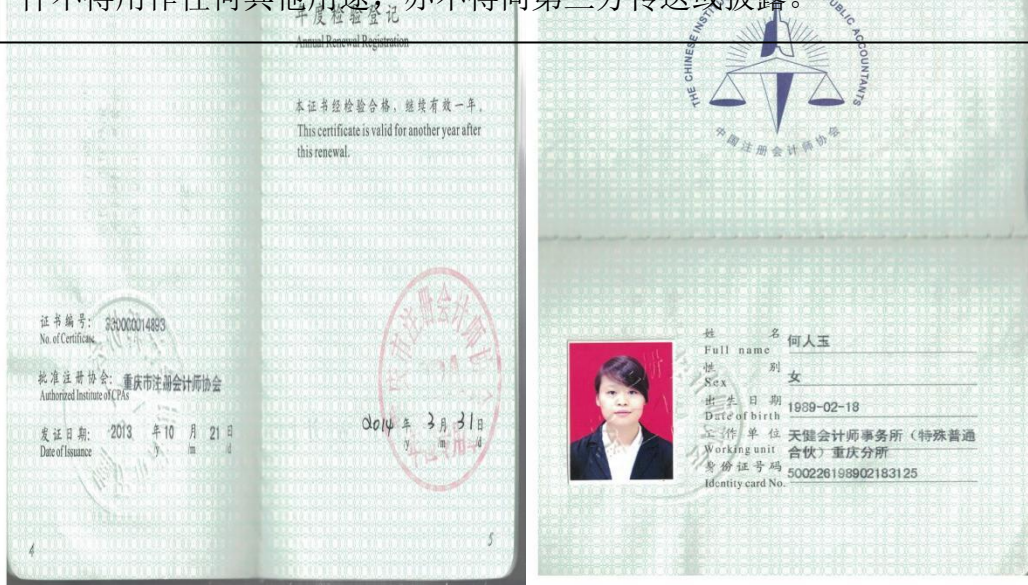 件不得用作任何其他用途，亦不得向第三方传送或披露。
年度检验登记
Annual Renewal Registration
本证书经检验合格，继续有效一年。
This certificate is valid for another year after
this renewal.
证书编号：
No. of Certificate
330000014893
批准注册协会：
Authorized Institute of CPAs
重庆市注册会计师协会
发证日期： 2013 年 10 月 21 日
Date of Issuance /y /m /d
2014 年 3 月 31 日
/y /m /d
4
5
THE CHINESE INSTITUTE PUBLIC ACCOUNTANTS
中国注册会计师协会
姓名 何人玉
Full name
性别 女
Sex
出生日期 1989-02-18
Date of birth
工作单位 天健会计师事务所（特殊普通
Working unit 合伙）重庆分所
身份证号码 500226198902183125
Identity card No.